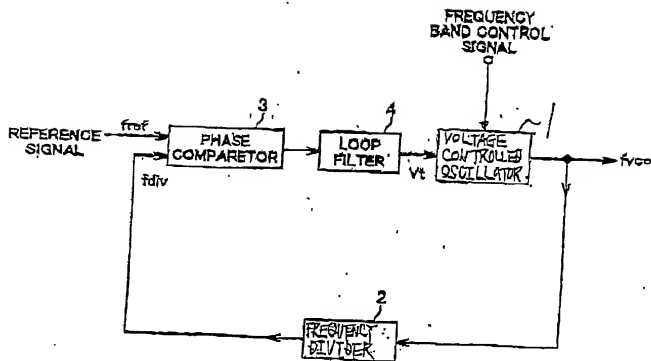 FREQUENCY
BAND CONTROL
SIGNAL
3
4
1
REFERENCE
SIGNAL
fref
PHASE
COMPARETOR
LOOP
FILTER
Vt
VOLTAGE
CONTROLLED
OSCILLATOR
fvco
fdiv
2
FREQUENCY
DIVIDER